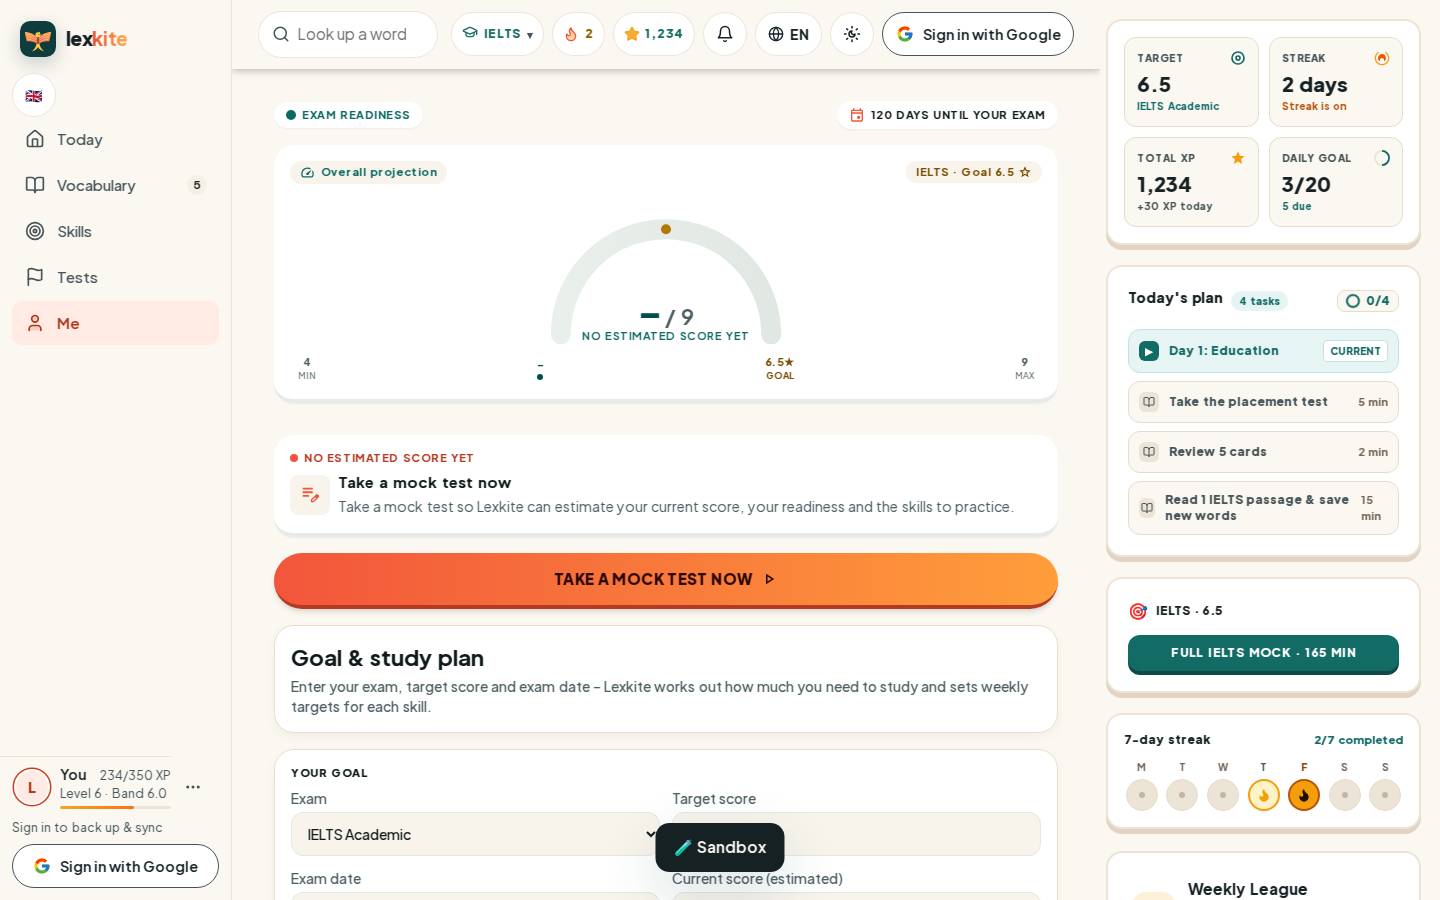 lexkite
Today
Vocabulary 5
Skills
Tests
Me
You 234/350 XP
Level 6 · Band 6.0
Sign in to back up & sync
L
Sign in with Google
Look up a word
IELTS ▾
2
1,234
EN
Sign in with Google
EXAM READINESS
120 DAYS UNTIL YOUR EXAM
Overall projection
IELTS · Goal 6.5 ☆
– / 9
NO ESTIMATED SCORE YET
4
MIN
–
6.5★
GOAL
9
MAX
NO ESTIMATED SCORE YET
Take a mock test now
Take a mock test so Lexkite can estimate your current score, your readiness and the skills to practice.
TAKE A MOCK TEST NOW
Goal & study plan
Enter your exam, target score and exam date – Lexkite works out how much you need to study and sets weekly
targets for each skill.
YOUR GOAL
Exam
Target score
IELTS Academic
Exam date
Current score (estimated)
🧪 Sandbox
TARGET
6.5
IELTS Academic
STREAK
2 days
Streak is on
TOTAL XP
1,234
+30 XP today
DAILY GOAL
3/20
5 due
Today's plan 4 tasks 0/4
Day 1: Education CURRENT
Take the placement test 5 min
Review 5 cards 2 min
Read 1 IELTS passage & save 15
new words min
🎯 IELTS · 6.5
FULL IELTS MOCK · 165 MIN
7-day streak 2/7 completed
M T W T F S S
Weekly League